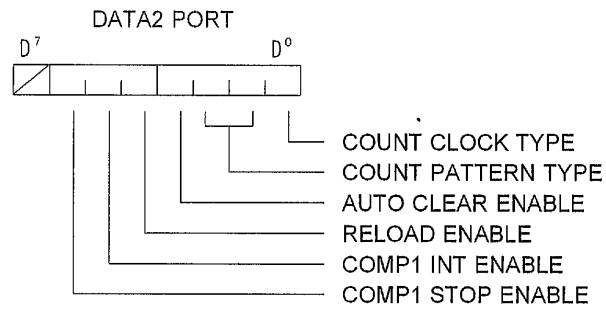 DATA2 PORT
D⁷ D⁰
COUNT CLOCK TYPE
COUNT PATTERN TYPE
AUTO CLEAR ENABLE
RELOAD ENABLE
COMP1 INT ENABLE
COMP1 STOP ENABLE